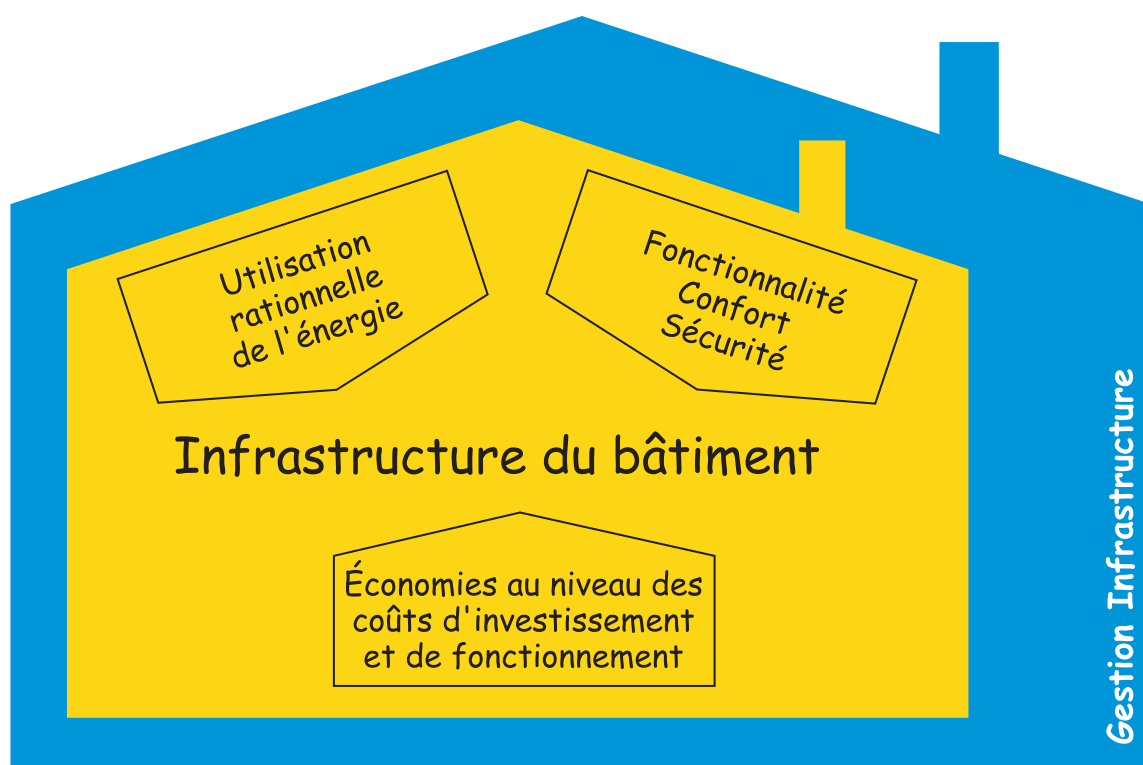 Utilisation
rationnelle
de l'énergie
Fonctionnalité
Confort
Sécurité
Infrastructure du bâtiment
Économies au niveau des
coûts d'investissement
et de fonctionnement
Gestion Infrastructure